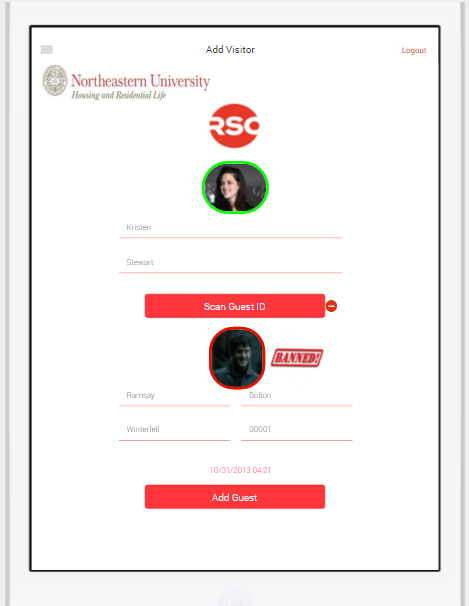 Add Visitor
Logout
Northeastern University
Housing and Residential Life
RSO
Kristen
Stewart
Scan Guest ID
BANNED!
Ramsay
Bolton
Winterfell
00001
10/31/2013 04:21
Add Guest